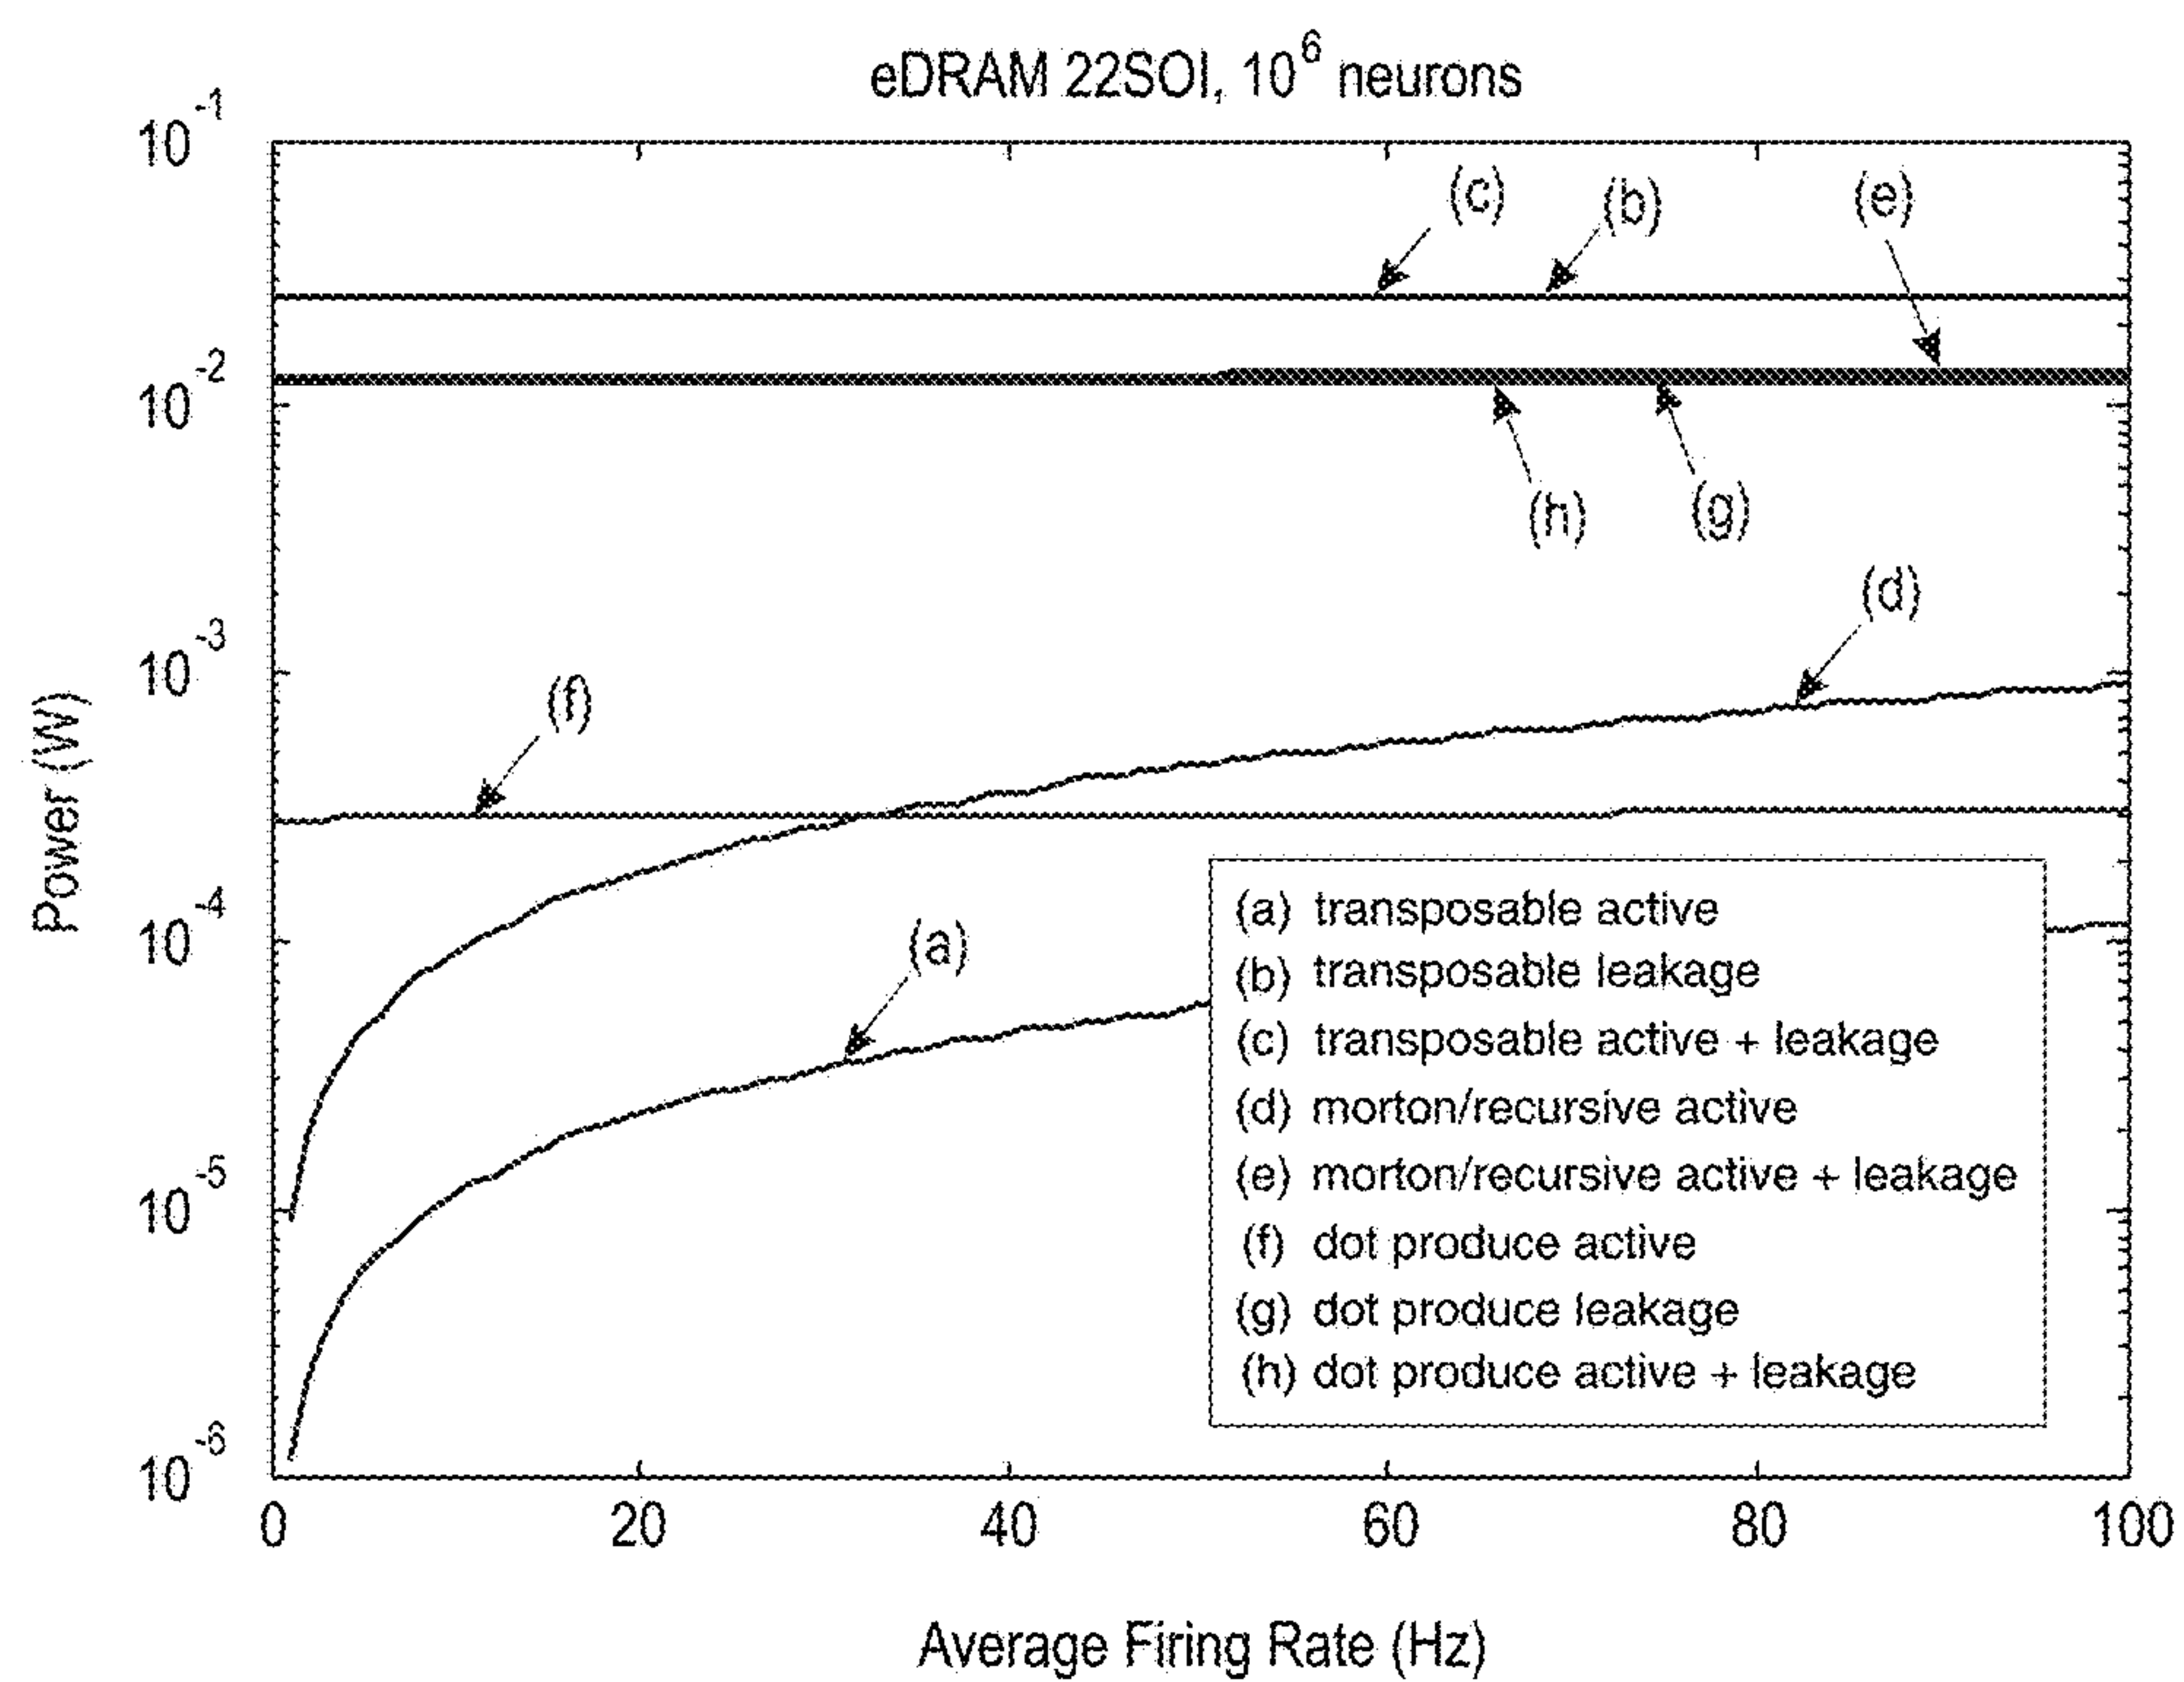 eDRAM 22SOI, 10^6 neurons
10^-1
(c) (b) (e)
10^-2
(h) (g)
(d)
10^-3
(f)
Power (W)
10^-4
(a)
(a) transposable active
(b) transposable leakage
(c) transposable active + leakage
(d) morton/recursive active
(e) morton/recursive active + leakage
(f) dot produce active
(g) dot produce leakage
(h) dot produce active + leakage
10^-5
10^-6
0 20 40 60 80 100
Average Firing Rate (Hz)